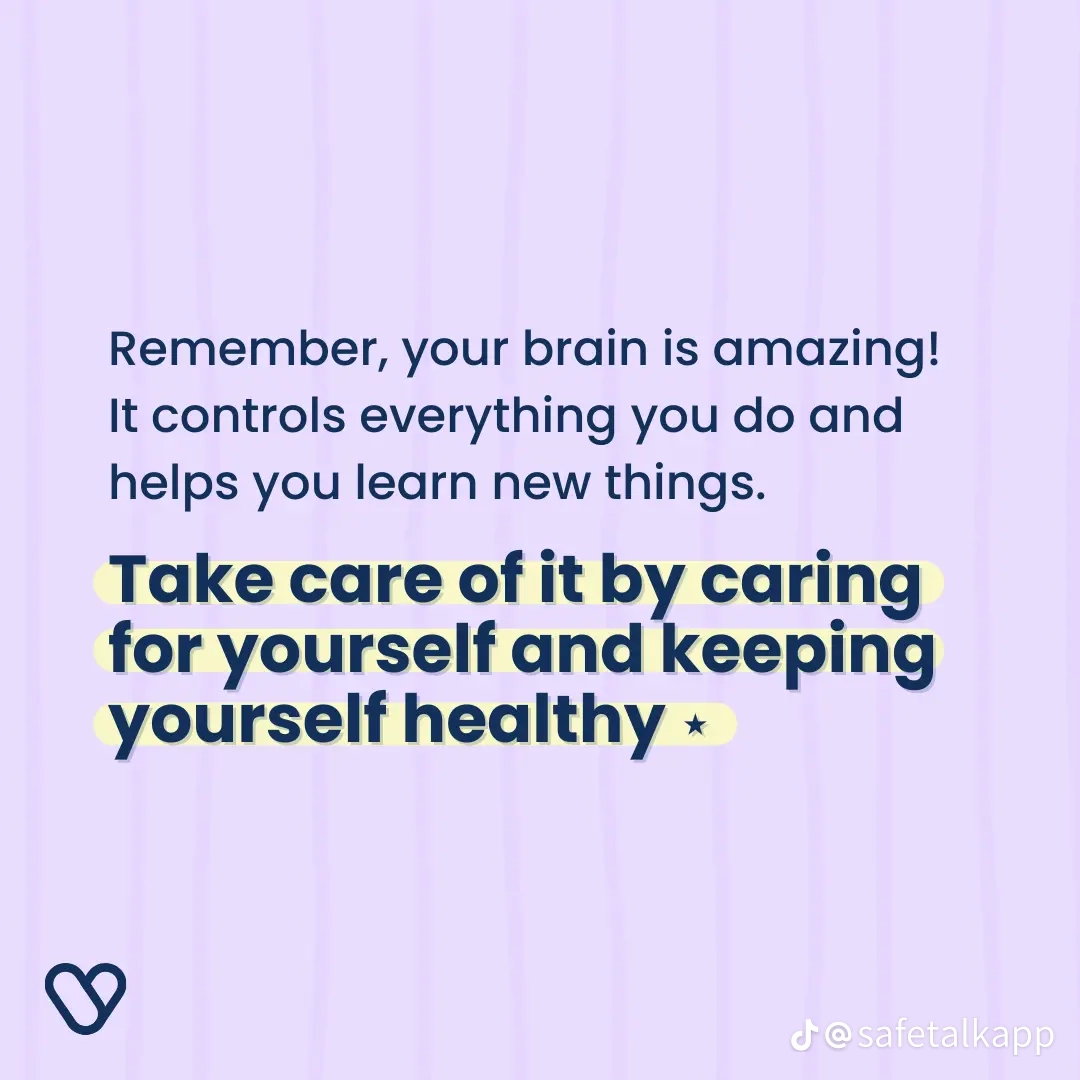 Remember, your brain is amazing!
It controls everything you do and
helps you learn new things.
Take care of it by caring
for yourself and keeping
yourself healthy ★
@safetalkapp